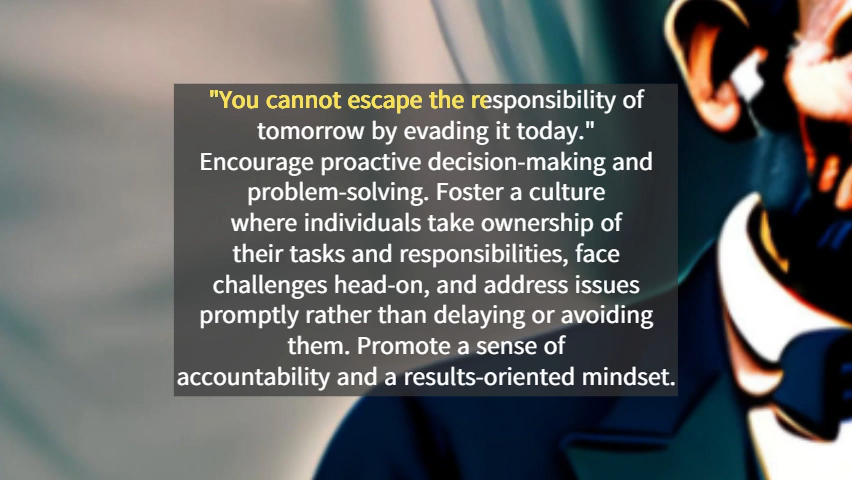 "You cannot escape the responsibility of
tomorrow by evading it today."
Encourage proactive decision-making and
problem-solving. Foster a culture
where individuals take ownership of
their tasks and responsibilities, face
challenges head-on, and address issues
promptly rather than delaying or avoiding
them. Promote a sense of
accountability and a results-oriented mindset.